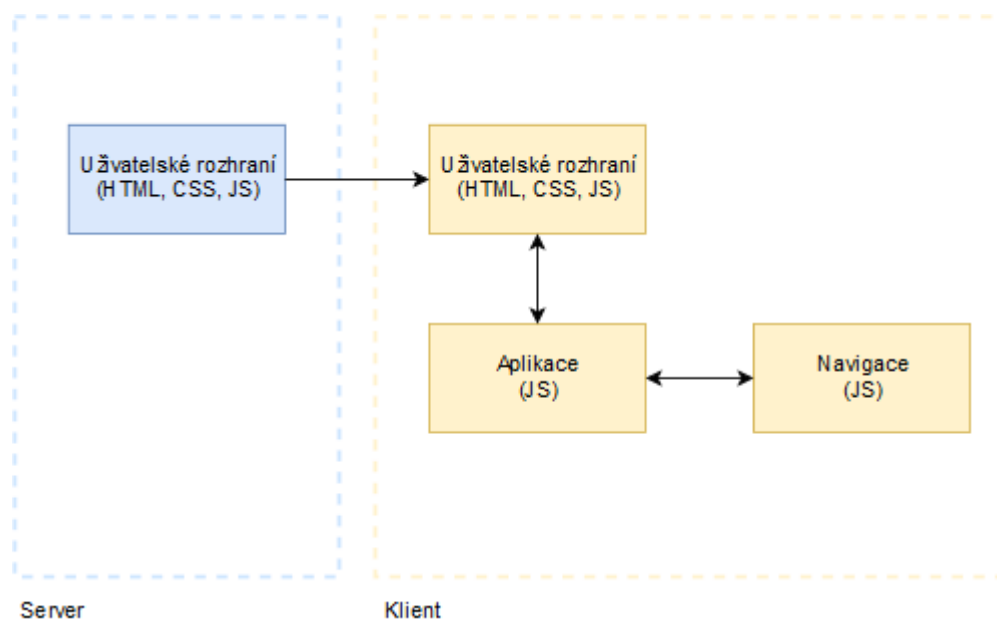 Uživatelské rozhraní
(HTML, CSS, JS)
Uživatelské rozhraní
(HTML, CSS, JS)
Aplikace
(JS)
Navigace
(JS)
Server
Klient